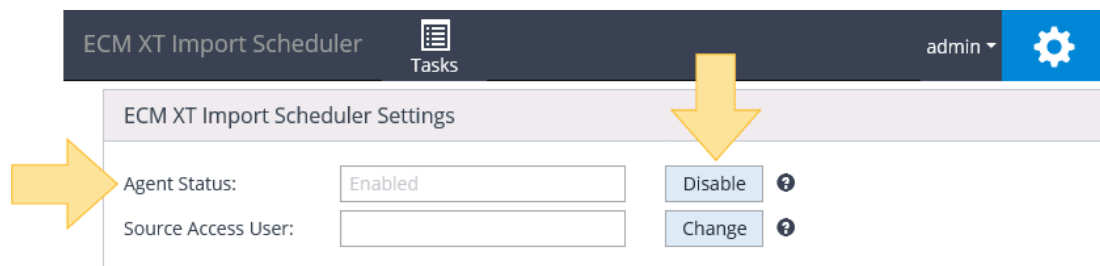 ECM XT Import Scheduler
Tasks
admin
ECM XT Import Scheduler Settings
Agent Status: Enabled Disable ?
Source Access User: Change ?